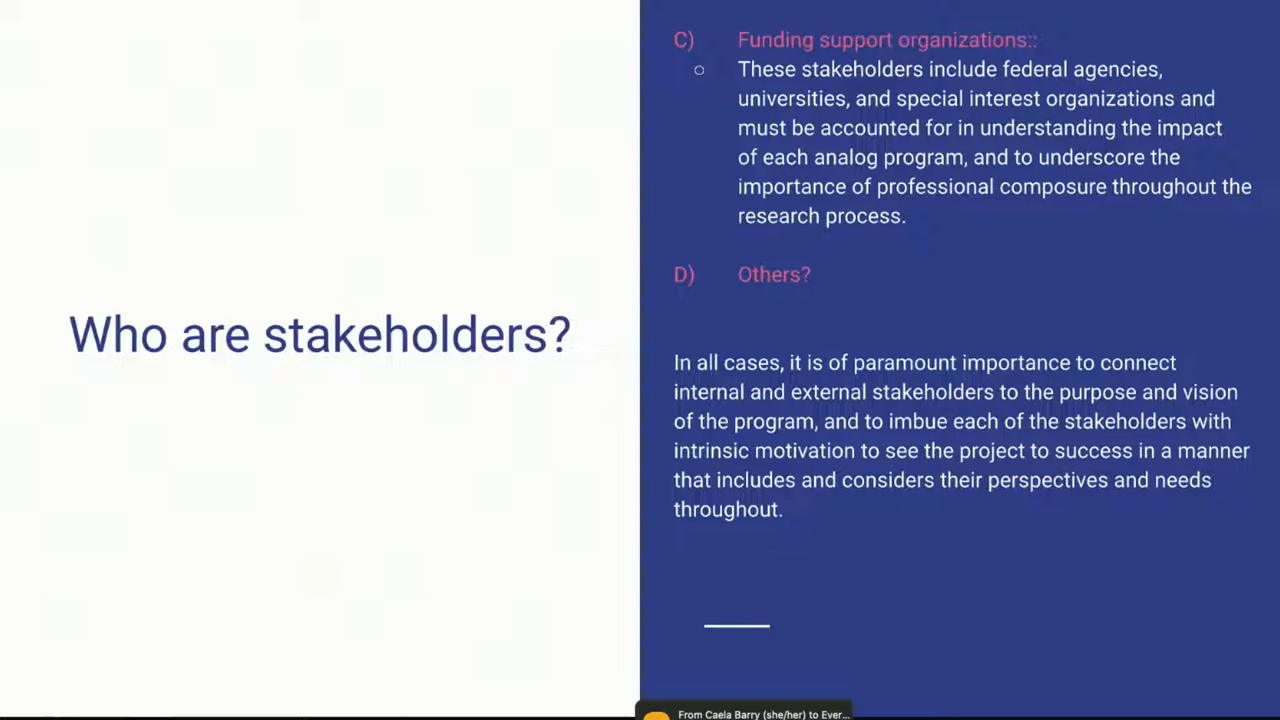 Who are stakeholders?
C) Funding support organizations::
○ These stakeholders include federal agencies,
universities, and special interest organizations and
must be accounted for in understanding the impact
of each analog program, and to underscore the
importance of professional composure throughout the
research process.
D) Others?
In all cases, it is of paramount importance to connect
internal and external stakeholders to the purpose and vision
of the program, and to imbue each of the stakeholders with
intrinsic motivation to see the project to success in a manner
that includes and considers their perspectives and needs
throughout.
From Caela Barry (she/her) to Ever...